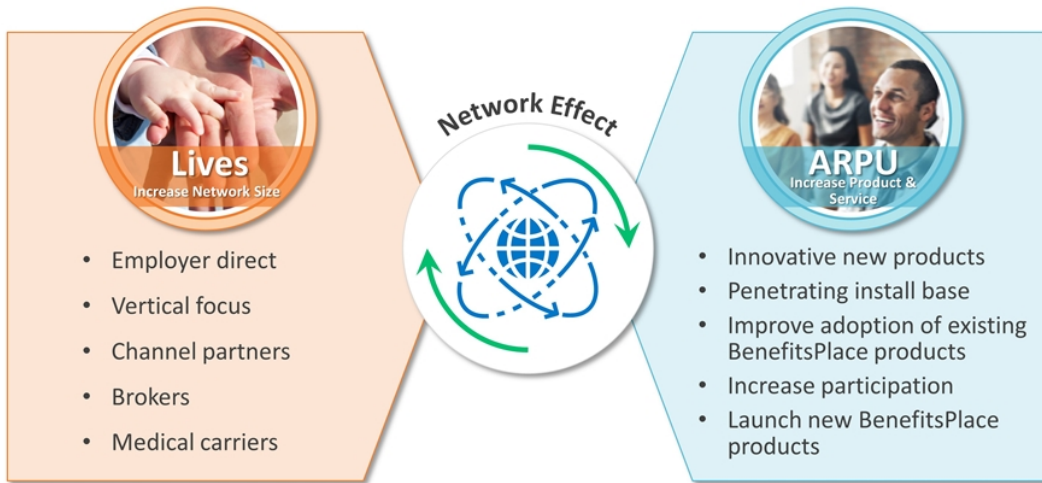 Network Effect
Lives
Increase Network Size
• Employer direct
• Vertical focus
• Channel partners
• Brokers
• Medical carriers
ARPU
Increase Product &
Service
• Innovative new products
• Penetrating install base
• Improve adoption of existing
BenefitsPlace products
• Increase participation
• Launch new BenefitsPlace
products